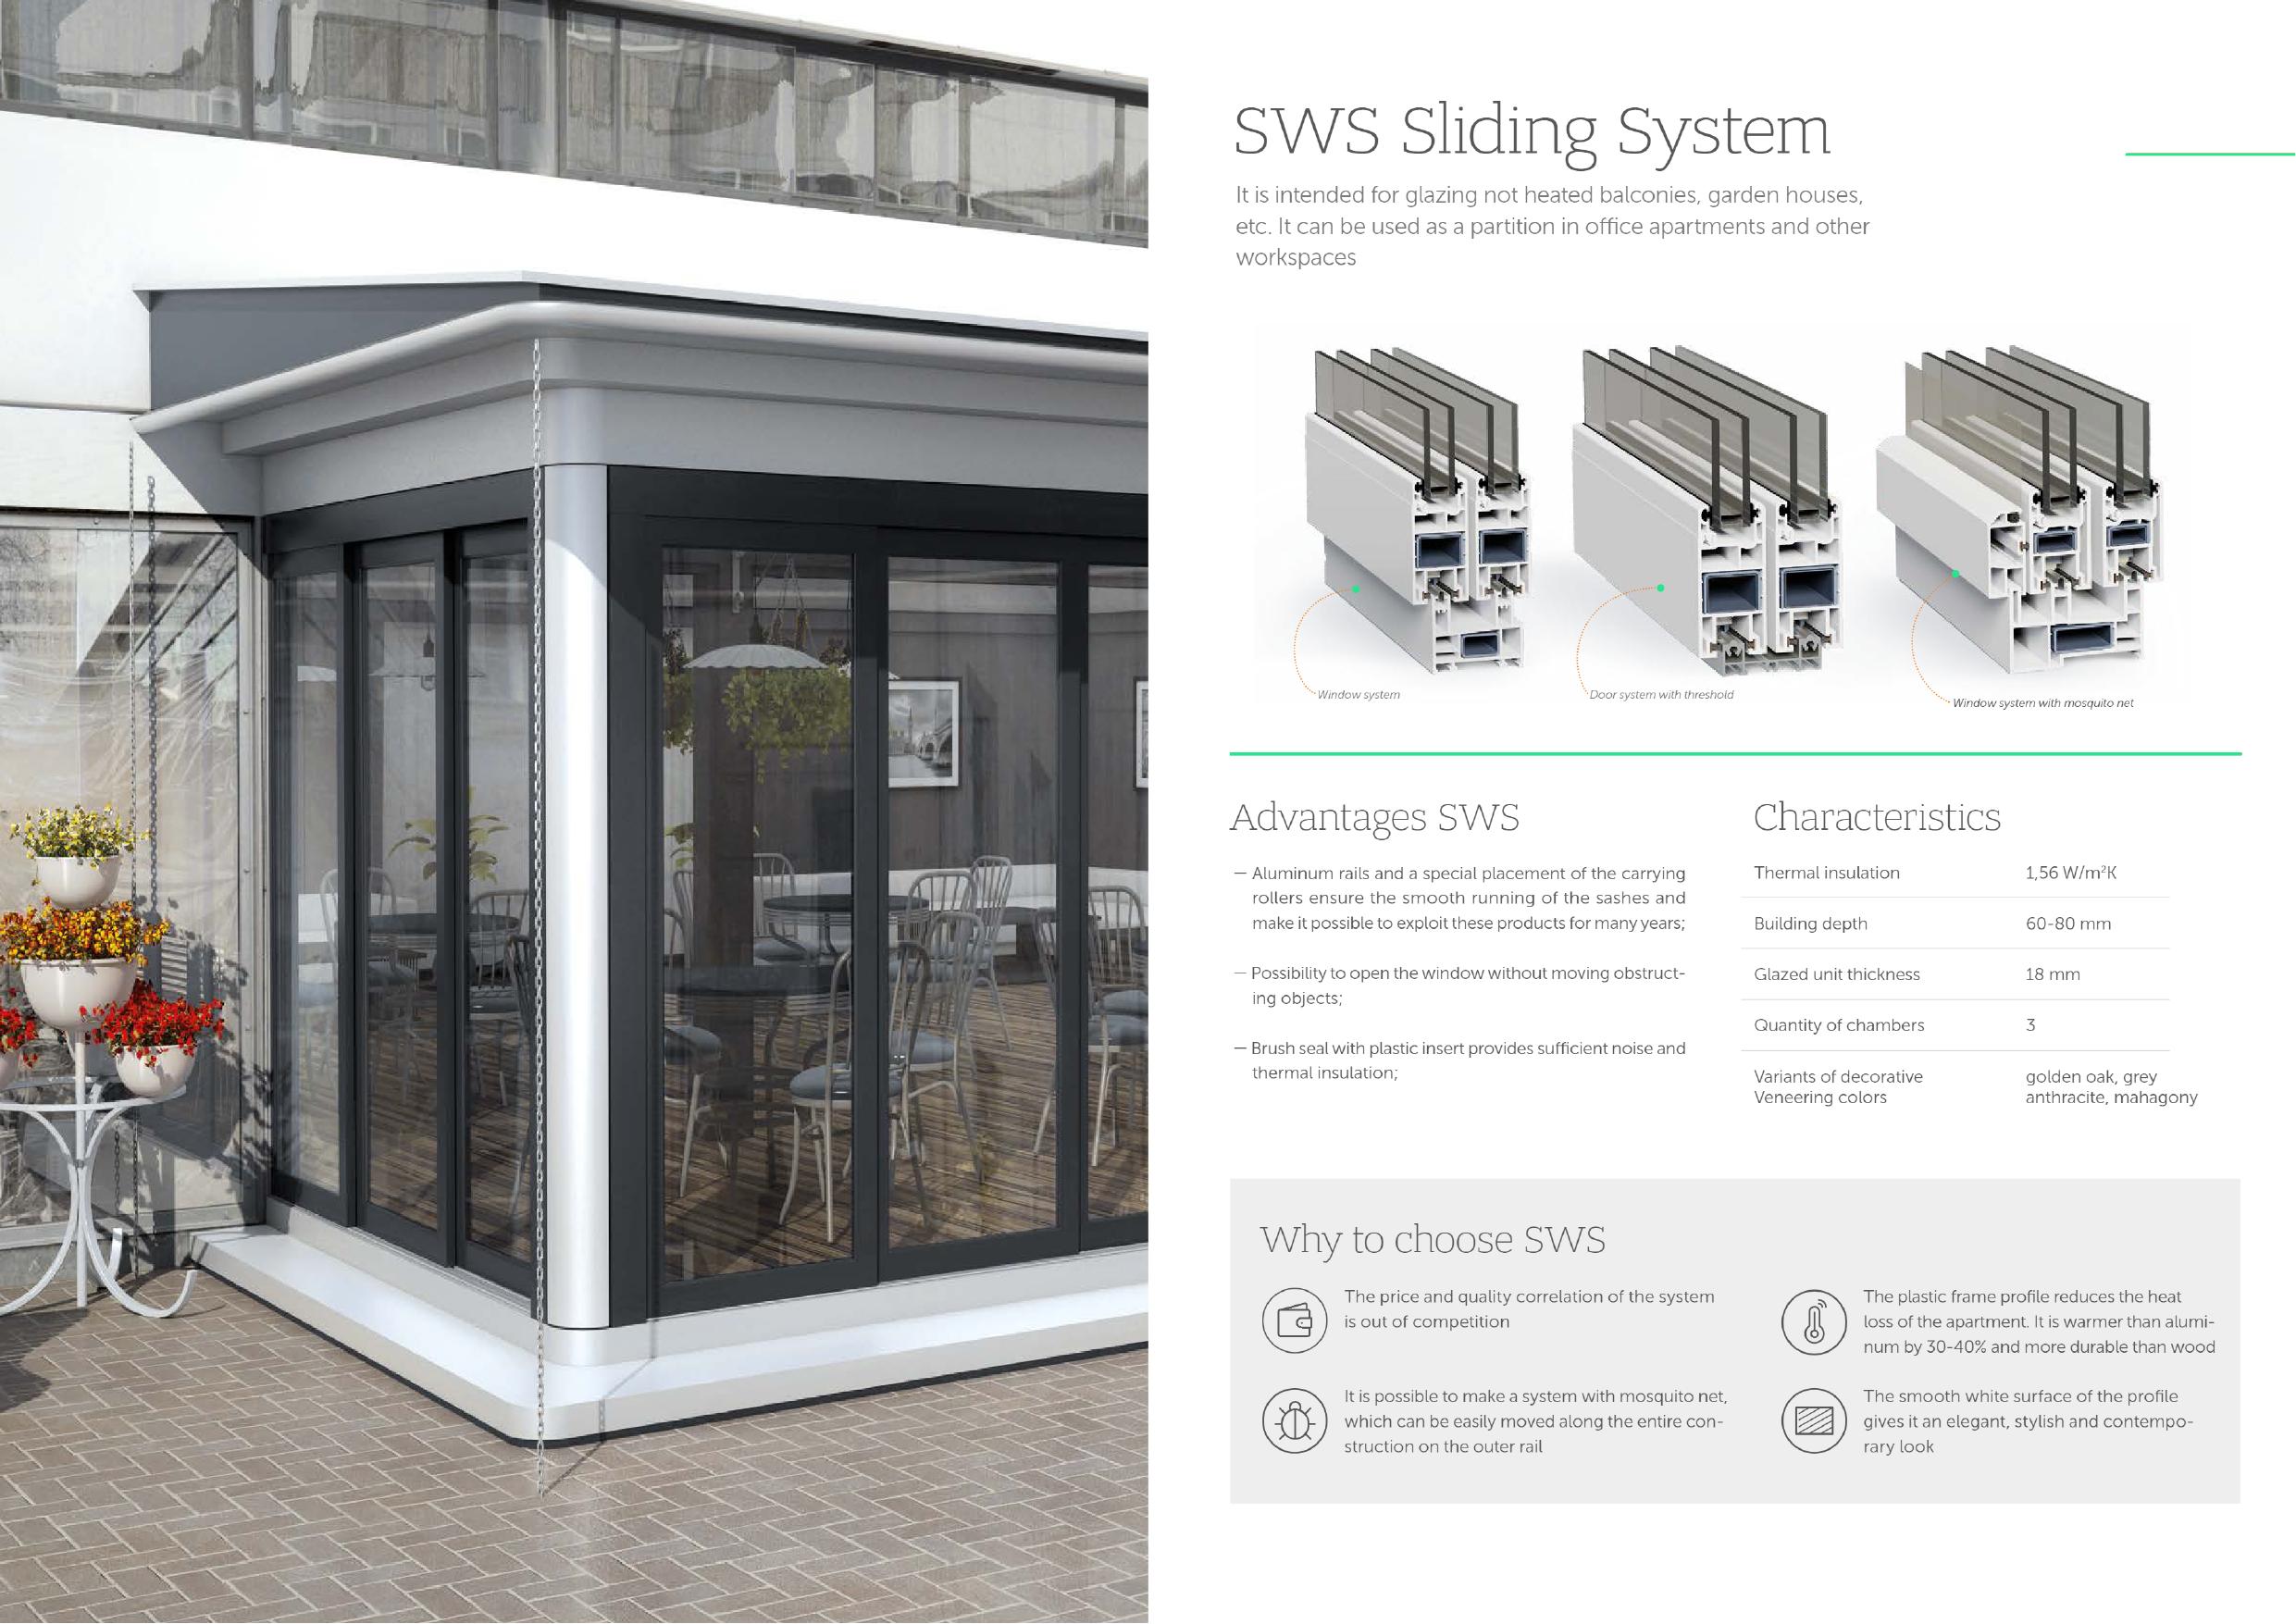 SWS Sliding System
It is intended for glazing not heated balconies, garden houses,
etc. It can be used as a partition in office apartments and other
workspaces
Window system
Door system with threshold
Window system with mosquito net
Advantages SWS
— Aluminum rails and a special placement of the carrying
rollers ensure the smooth running of the sashes and
make it possible to exploit these products for many years;
— Possibility to open the window without moving obstruct-
ing objects;
— Brush seal with plastic insert provides sufficient noise and
thermal insulation;
Characteristics
Thermal insulation 1,56 W/m²K
Building depth 60-80 mm
Glazed unit thickness 18 mm
Quantity of chambers 3
Variants of decorative golden oak, grey
Veneering colors anthracite, mahagony
Why to choose SWS
The price and quality correlation of the system
is out of competition
It is possible to make a system with mosquito net,
which can be easily moved along the entire con-
struction on the outer rail
The plastic frame profile reduces the heat
loss of the apartment. It is warmer than alumi-
num by 30-40% and more durable than wood
The smooth white surface of the profile
gives it an elegant, stylish and contempo-
rary look